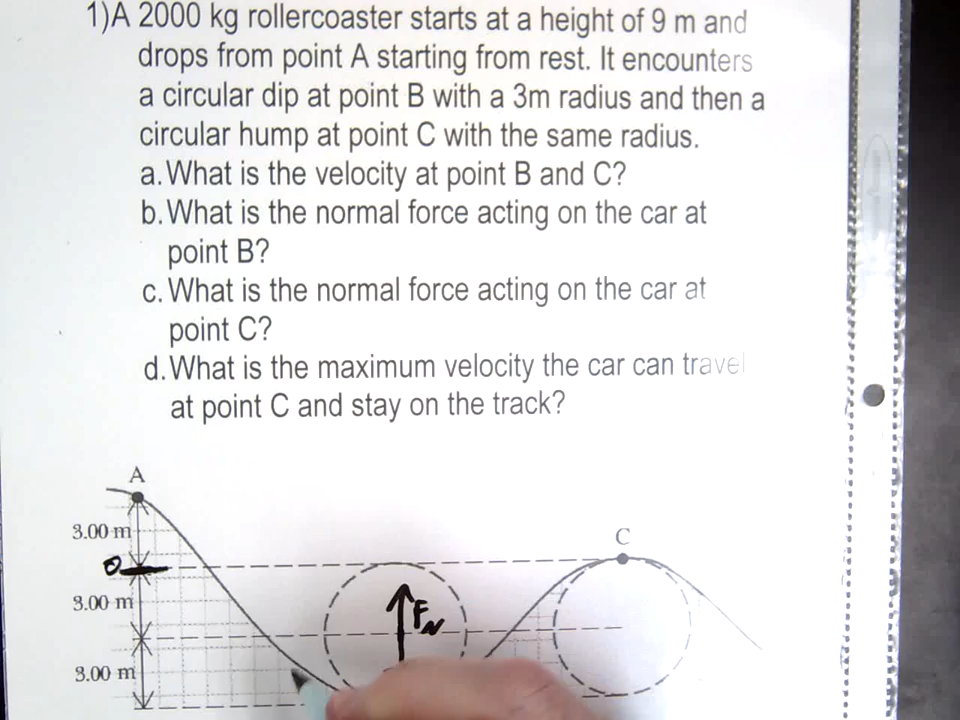 1)A 2000 kg rollercoaster starts at a height of 9 m and
drops from point A starting from rest. It encounters
a circular dip at point B with a 3m radius and then a
circular hump at point C with the same radius.
a. What is the velocity at point B and C?
b. What is the normal force acting on the car at
point B?
c. What is the normal force acting on the car at
point C?
d. What is the maximum velocity the car can travel
at point C and stay on the track?
A
3.00 m
C
0
3.00 m
FN
3.00 m